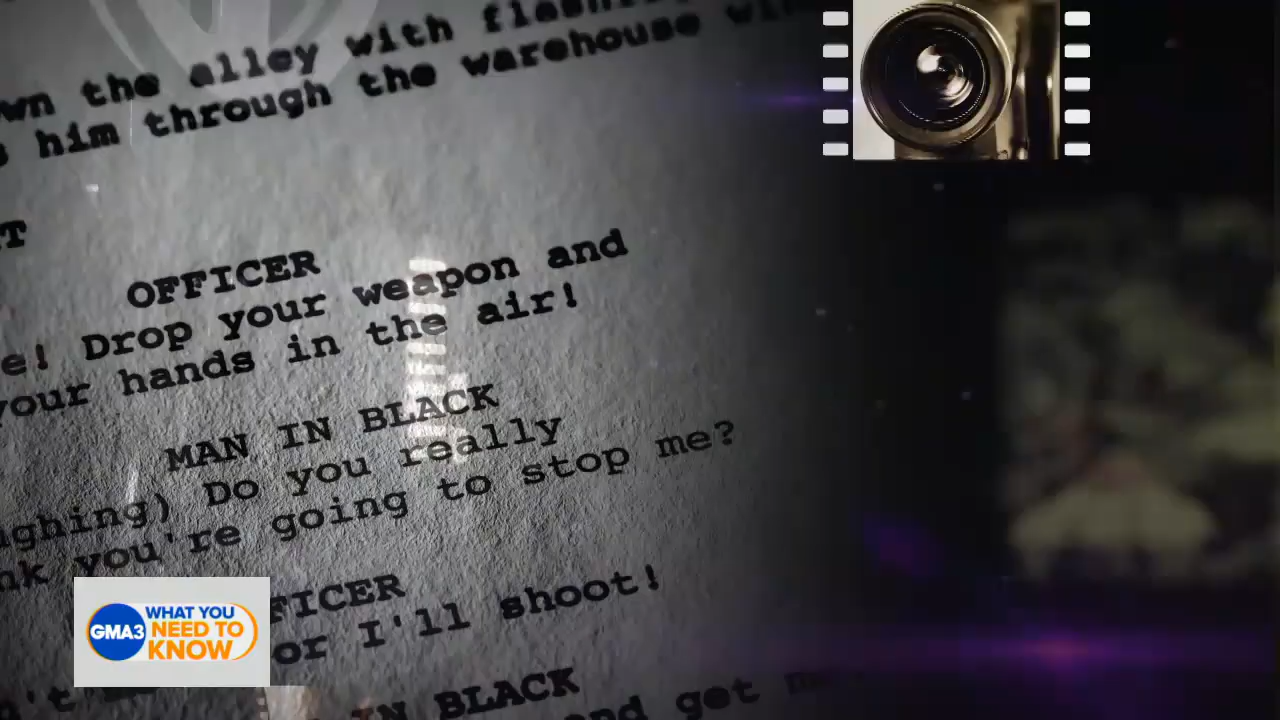 the alley with
him through the warehouse
OFFICER
Drop your weapon and
your hands in the air!
MAN IN BLACK
Do you really
you're going to stop me?
or I'll shoot!
IN BLACK
and get
GMA3
WHAT YOU
NEED TO
KNOW